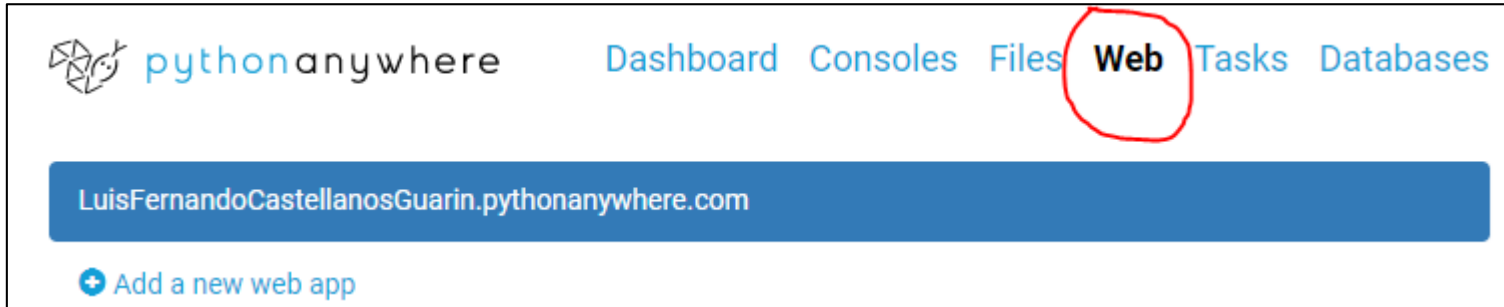 pythonanywhere Dashboard Consoles Files Web Tasks Databases
LuisFernandoCastellanosGuarin.pythonanywhere.com
Add a new web app